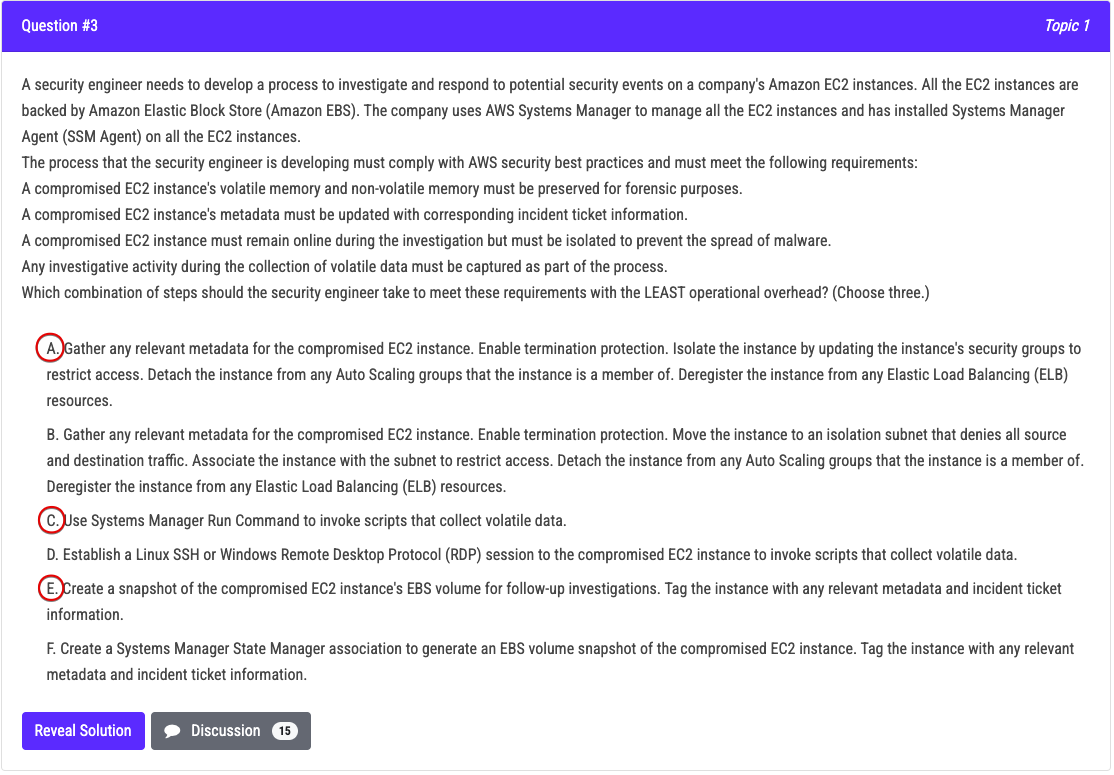 Question #3
Topic 1
A security engineer needs to develop a process to investigate and respond to potential security events on a company's Amazon EC2 instances. All the EC2 instances are
backed by Amazon Elastic Block Store (Amazon EBS). The company uses AWS Systems Manager to manage all the EC2 instances and has installed Systems Manager
Agent (SSM Agent) on all the EC2 instances.
The process that the security engineer is developing must comply with AWS security best practices and must meet the following requirements:
A compromised EC2 instance's volatile memory and non-volatile memory must be preserved for forensic purposes.
A compromised EC2 instance's metadata must be updated with corresponding incident ticket information.
A compromised EC2 instance must remain online during the investigation but must be isolated to prevent the spread of malware.
Any investigative activity during the collection of volatile data must be captured as part of the process.
Which combination of steps should the security engineer take to meet these requirements with the LEAST operational overhead? (Choose three.)
A. Gather any relevant metadata for the compromised EC2 instance. Enable termination protection. Isolate the instance by updating the instance's security groups to
restrict access. Detach the instance from any Auto Scaling groups that the instance is a member of. Deregister the instance from any Elastic Load Balancing (ELB)
resources.
B. Gather any relevant metadata for the compromised EC2 instance. Enable termination protection. Move the instance to an isolation subnet that denies all source
and destination traffic. Associate the instance with the subnet to restrict access. Detach the instance from any Auto Scaling groups that the instance is a member of.
Deregister the instance from any Elastic Load Balancing (ELB) resources.
C. Use Systems Manager Run Command to invoke scripts that collect volatile data.
D. Establish a Linux SSH or Windows Remote Desktop Protocol (RDP) session to the compromised EC2 instance to invoke scripts that collect volatile data.
E. Create a snapshot of the compromised EC2 instance's EBS volume for follow-up investigations. Tag the instance with any relevant metadata and incident ticket
information.
F. Create a Systems Manager State Manager association to generate an EBS volume snapshot of the compromised EC2 instance. Tag the instance with any relevant
metadata and incident ticket information.
Reveal Solution
Discussion 15